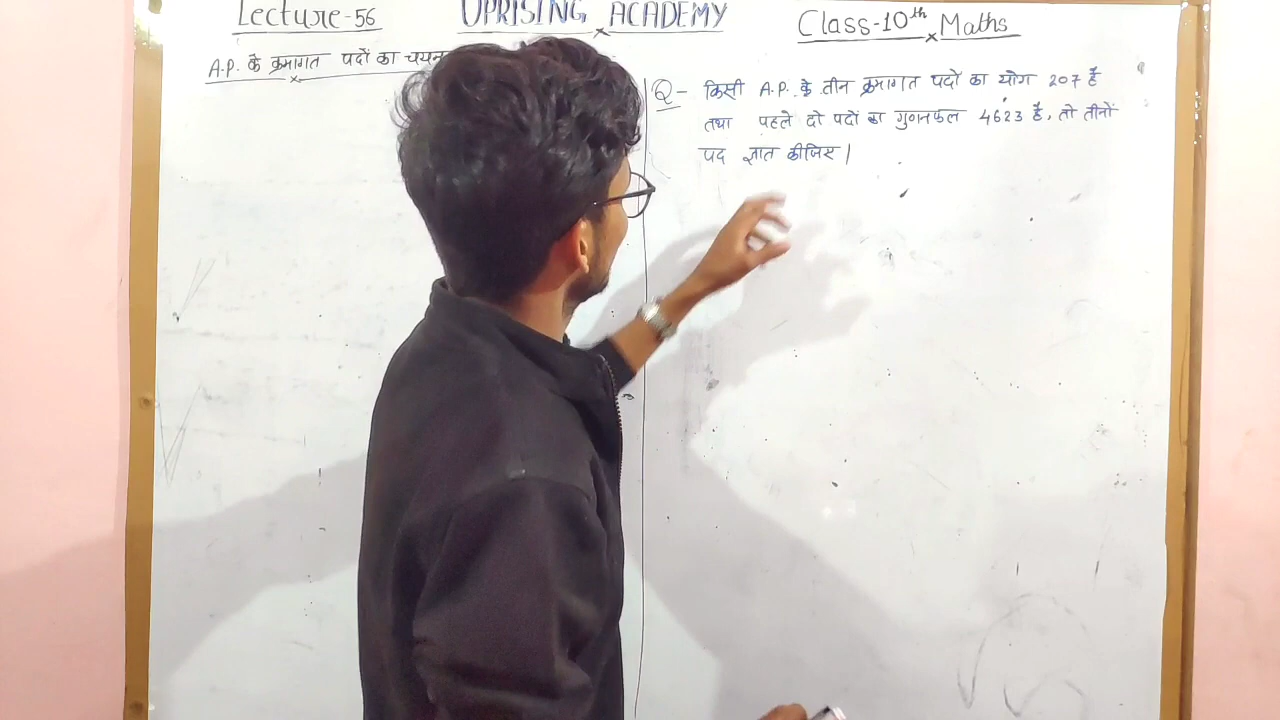 Lecture-56
UPRISING ACADEMY
Class-10th Maths
A.P. के क्रमागत पदों का चयन
Q- किसी A.P. के तीन क्रमागत पदों का योग 207 है
तथा पहले दो पदों का गुणनफल 4623 है, तो तीनों
पद ज्ञात कीजिए।